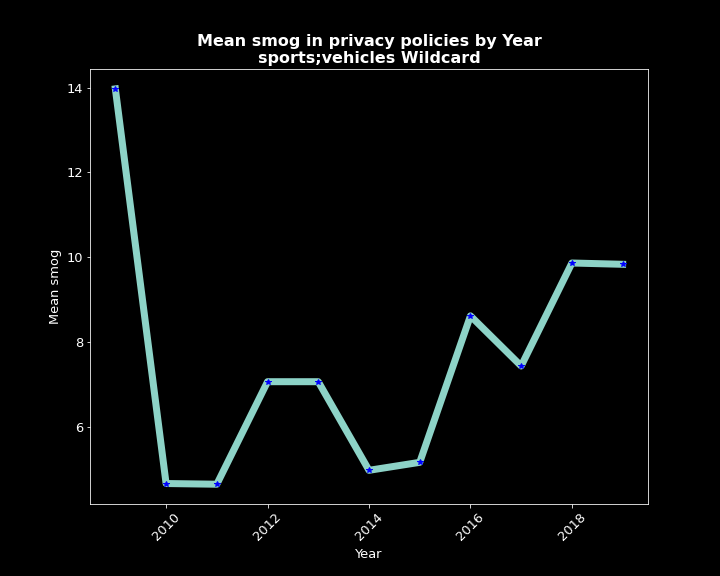 Mean smog in privacy policies by Year
sports;vehicles Wildcard
14
12
10
8
6
Mean smog
2010
2012
2014
2016
2018
Year